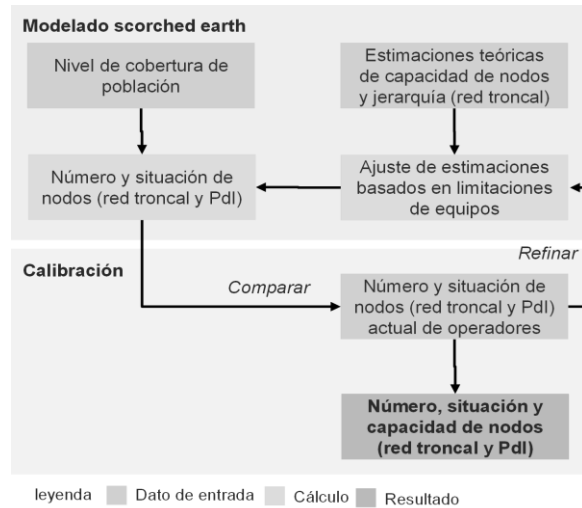 Modelado scorched earth
Nivel de cobertura de
población
Estimaciones teóricas
de capacidad de nodos
y jerarquía (red troncal)
Número y situación de
nodos (red troncal y PdI)
Ajuste de estimaciones
basados en limitaciones
de equipos
Calibración
Comparar
Refinar
Número y situación de
nodos (red troncal y PdI)
actual de operadores
Número, situación y
capacidad de nodos
(red troncal y PdI)
leyenda
Dato de entrada
Cálculo
Resultado